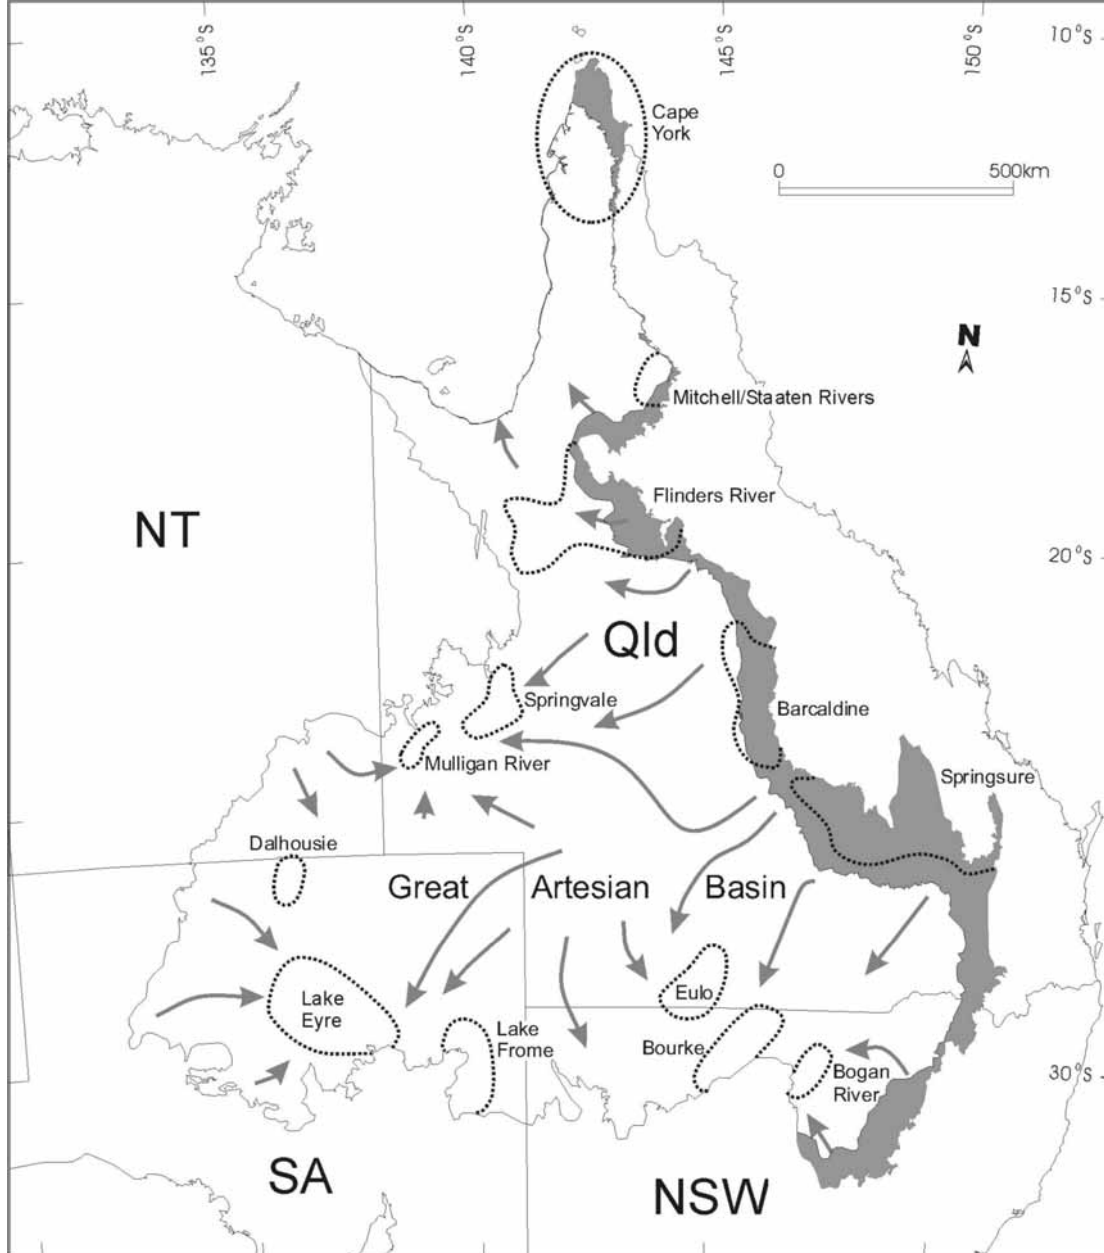 135°S
140°S
145°S
150°S
10°S
Cape
York
0
500km
15°S
N
Mitchell/Staaten Rivers
Flinders River
NT
20°S
Qld
Springvale
Barcaldine
Mulligan River
Springsure
Dalhousie
Great
Artesian
Basin
Lake
Eyre
Eulo
Lake
Frome
Bourke
Bogan
River
30°S
SA
NSW